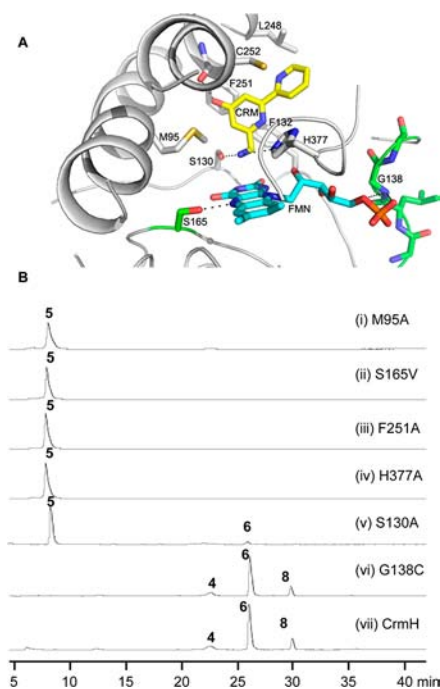 A
L248
C252
F251
CRM
F132
M95
S130
H377
G138
S165
FMN
B
5
(i) M95A
5
(ii) S165V
5
(iii) F251A
5
(iv) H377A
5
6
(v) S130A
4
6
8
(vi) G138C
4
6
8
(vii) CrmH
5 10 15 20 25 30 35 40 min